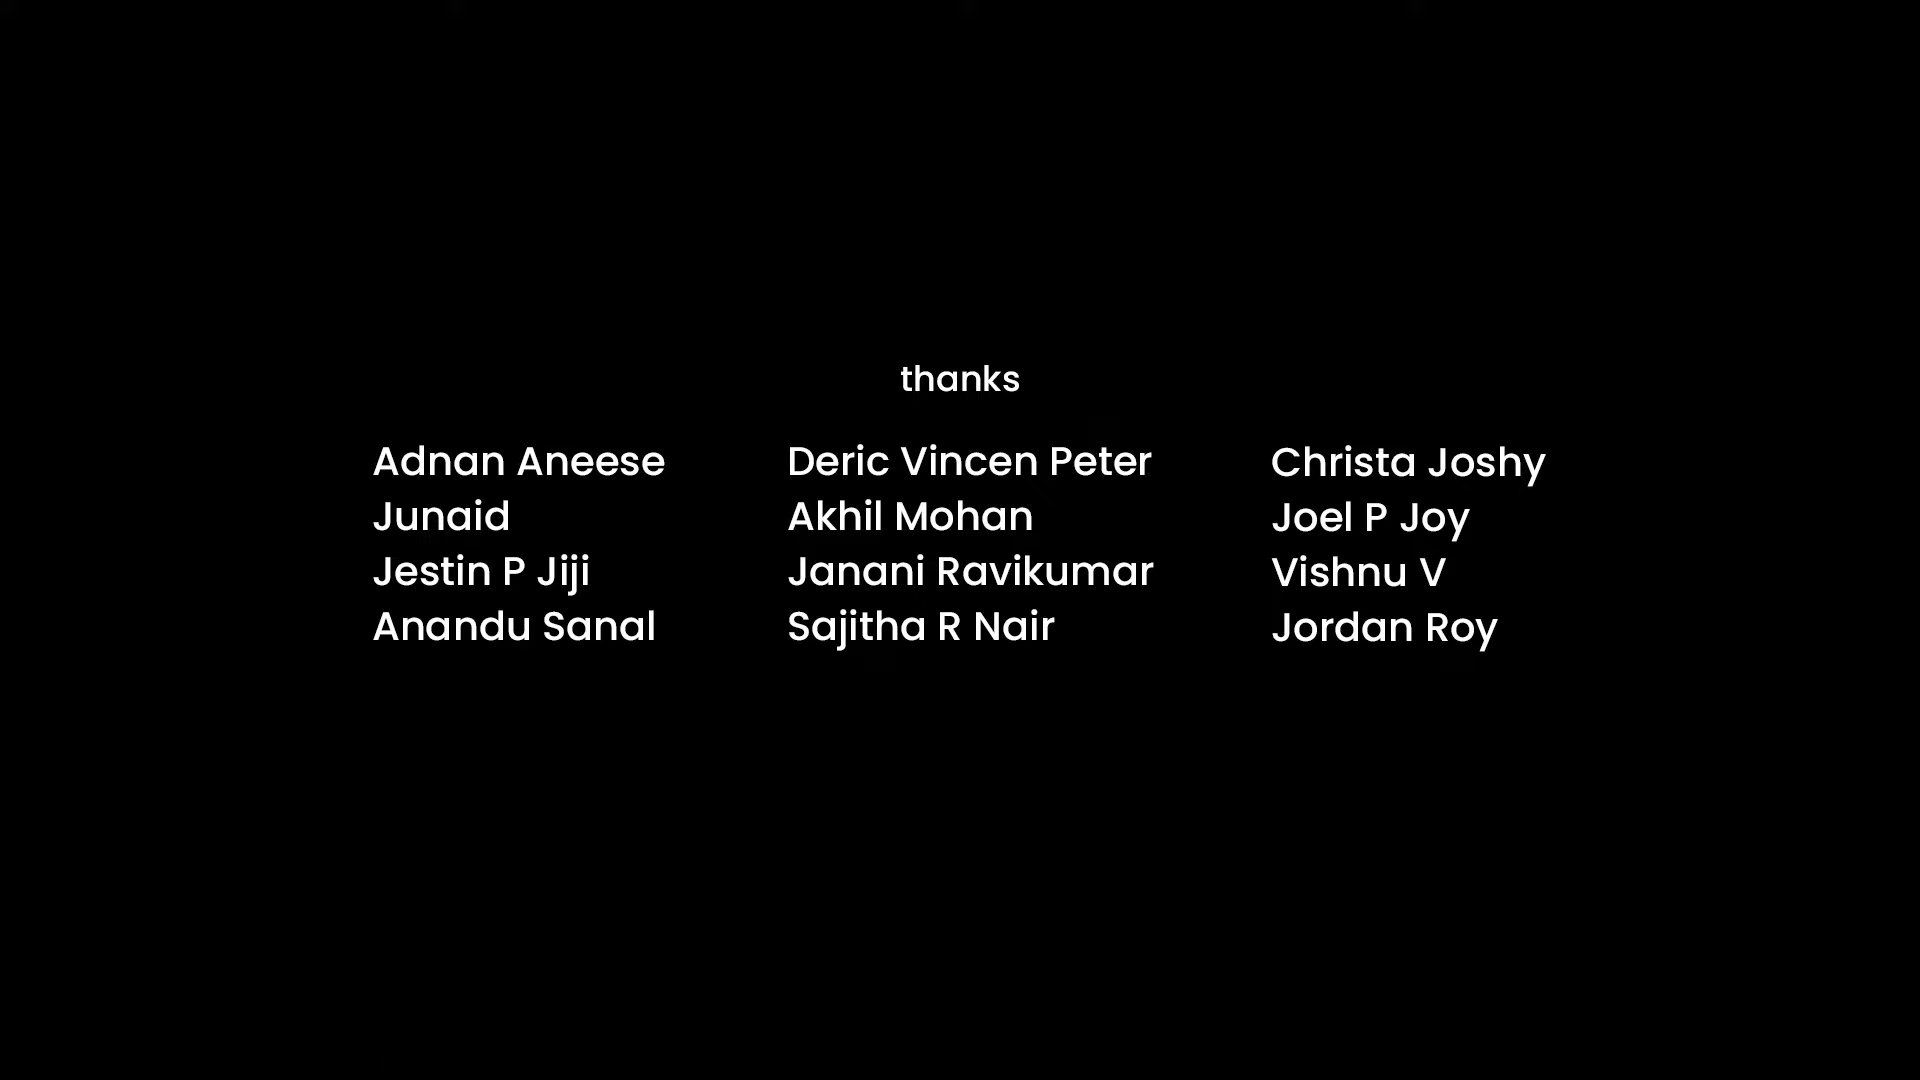 thanks
Adnan Aneese
Junaid
Jestin P Jiji
Anandu Sanal
Deric Vincen Peter
Akhil Mohan
Janani Ravikumar
Sajitha R Nair
Christa Joshy
Joel P Joy
Vishnu V
Jordan Roy